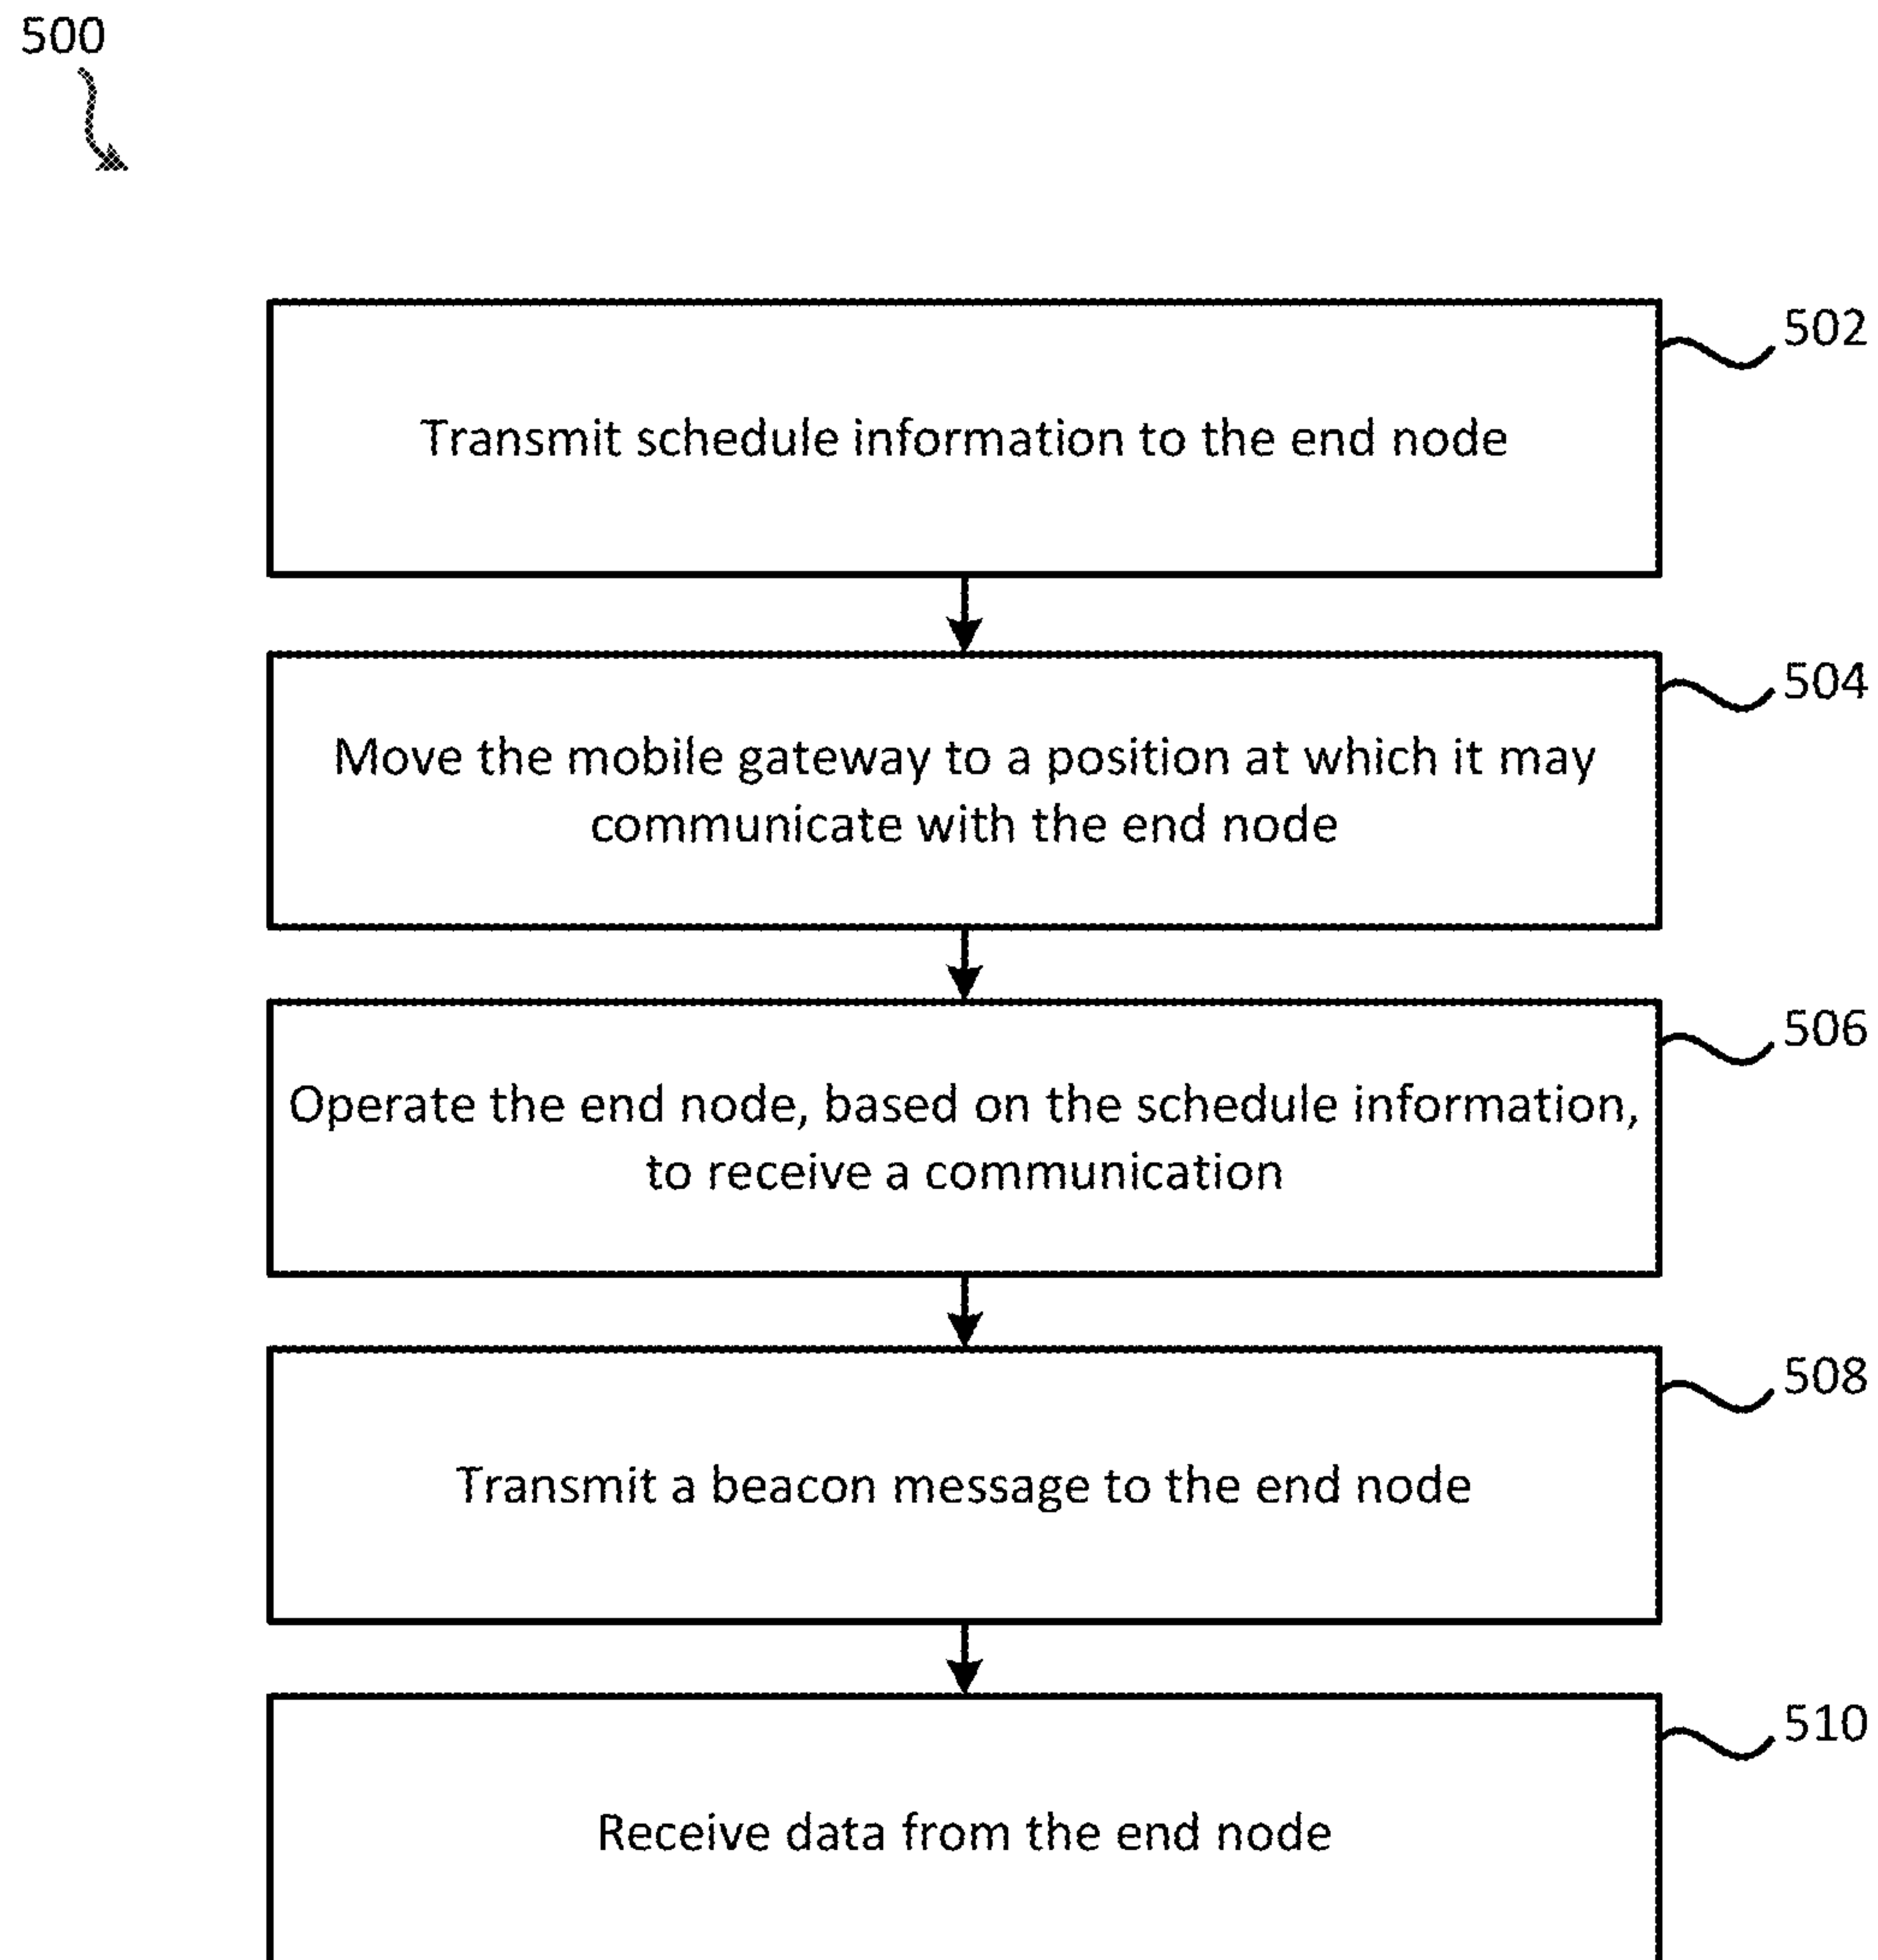 500
502
Transmit schedule information to the end node
504
Move the mobile gateway to a position at which it may
communicate with the end node
506
Operate the end node, based on the schedule information,
to receive a communication
508
Transmit a beacon message to the end node
510
Receive data from the end node